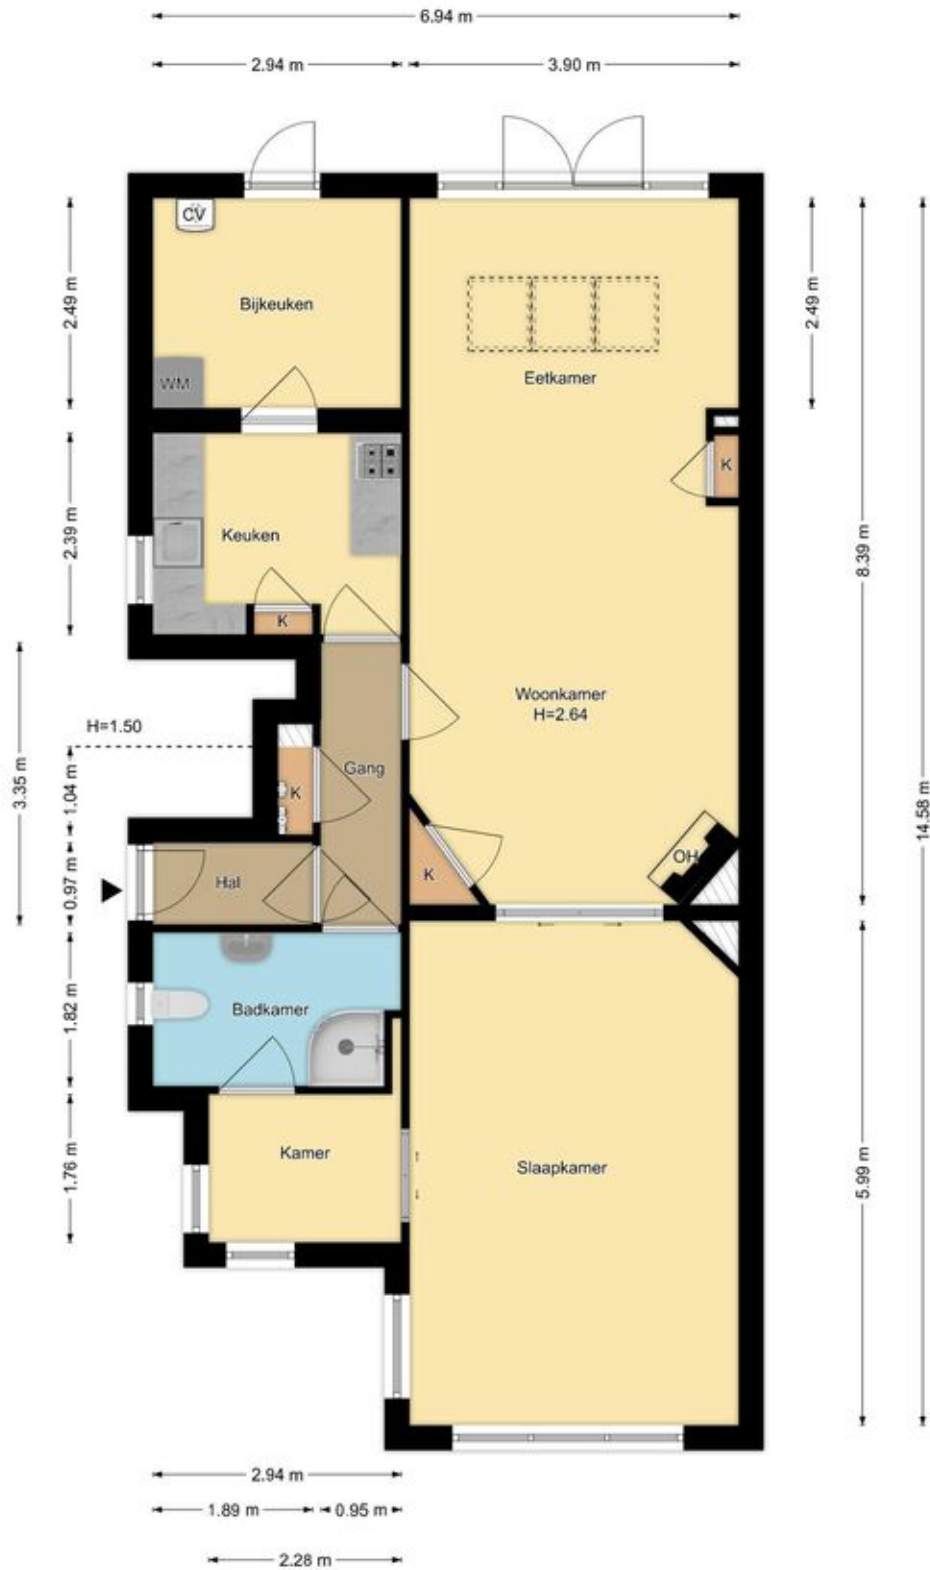 6.94 m
2.94 m
3.90 m
CV
Bijkeuken
2.49 m
2.49 m
WM
Eetkamer
K
Keuken
2.39 m
8.39 m
K
Woonkamer
H=2.64
H=1.50
Gang
3.35 m
1.04 m
K
14.58 m
OH
K
Hal
0.97 m
Badkamer
1.82 m
Kamer
1.76 m
Slaapkamer
5.99 m
2.94 m
1.89 m
0.95 m
2.28 m